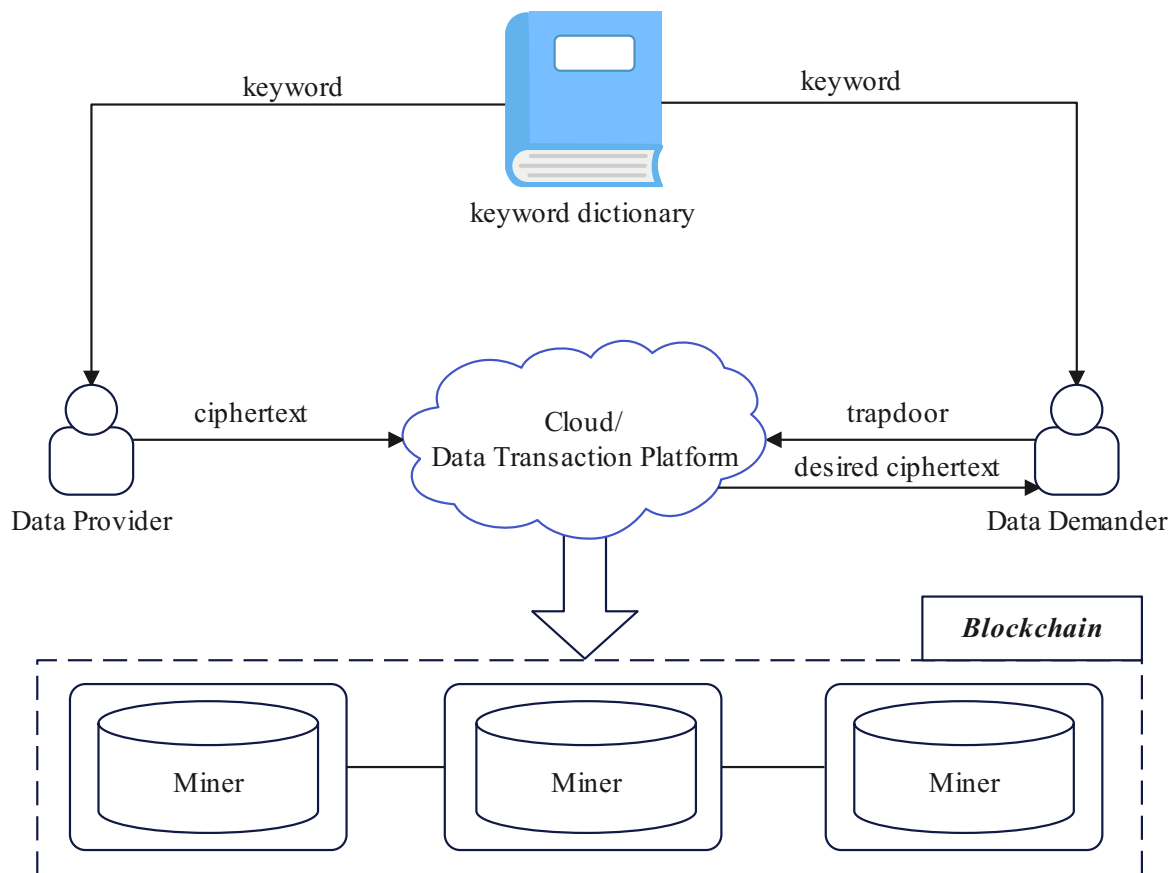 keyword
keyword
keyword dictionary
ciphertext
Cloud/
Data Transaction Platform
trapdoor
desired ciphertext
Data Provider
Data Demander
Blockchain
Miner
Miner
Miner